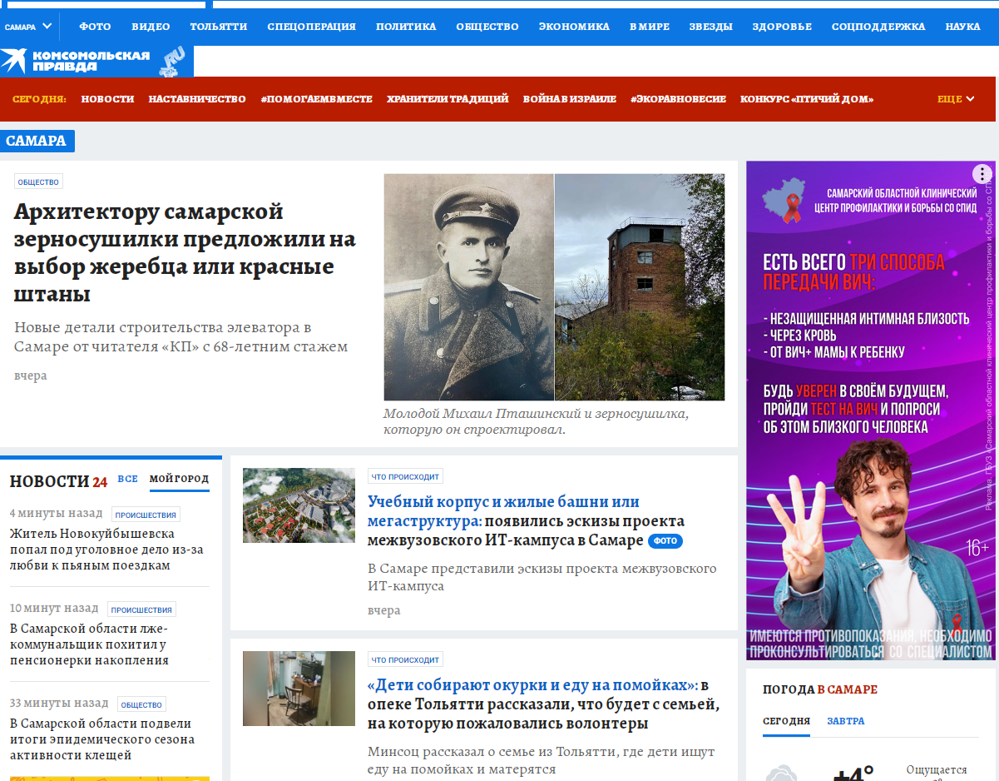 САМАРА
ФОТО ВИДЕО ТОЛЬЯТТИ СПЕЦОПЕРАЦИЯ ПОЛИТИКА ОБЩЕСТВО ЭКОНОМИКА В МИРЕ ЗВЕЗДЫ ЗДОРОВЬЕ СОЦПОДДЕРЖКА НАУКА
КОМСОМОЛЬСКАЯ
ПРАВДА
RU
СЕГОДНЯ: НОВОСТИ НАСТАВНИЧЕСТВО #ПОМОГАЕМВМЕСТЕ ХРАНИТЕЛИ ТРАДИЦИЙ ВОЙНА В ИЗРАИЛЕ #ЭКОРАВНОВЕСИЕ КОНКУРС «ПТИЧИЙ ДОМ» ЕЩЕ
САМАРА
ОБЩЕСТВО
Архитектору самарской
зерносушилки предложили на
выбор жеребца или красные
штаны
Новые детали строительства элеватора в
Самаре от читателя «КП» с 68-летним стажем
вчера
Молодой Михаил Пташинский и зерносушилка,
которую он спроектировал.
НОВОСТИ 24 ВСЕ МОЙ ГОРОД
4 минуты назад ПРОИСШЕСТВИЯ
Житель Новокуйбышевска
попал под уголовное дело из-за
любви к пьяным поездкам
10 минут назад ПРОИСШЕСТВИЯ
В Самарской области лже-
коммунальщик похитил у
пенсионерки накопления
33 минуты назад ОБЩЕСТВО
В Самарской области подвели
итоги эпидемического сезона
активности клещей
ЧТО ПРОИСХОДИТ
Учебный корпус и жилые башни или
мегаструктура: появились эскизы проекта
межвузовского ИТ-кампуса в Самаре ФОТО
В Самаре представили эскизы проекта межвузовского
ИТ-кампуса
вчера
ЧТО ПРОИСХОДИТ
«Дети собирают окурки и еду на помойках»: в
опеке Тольятти рассказали, что будет с семьей,
на которую пожаловались волонтеры
Минсоц рассказал о семье из Тольятти, где дети ищут
еду на помойках и матерятся
САМАРСКИЙ ОБЛАСТНОЙ КЛИНИЧЕСКИЙ
ЦЕНТР ПРОФИЛАКТИКИ И БОРЬБЫ СО СПИД
ЕСТЬ ВСЕГО ТРИ СПОСОБА
ПЕРЕДАЧИ ВИЧ:
- НЕЗАЩИЩЕННАЯ ИНТИМНАЯ БЛИЗОСТЬ
- ЧЕРЕЗ КРОВЬ
- ОТ ВИЧ+ МАМЫ К РЕБЕНКУ
БУДЬ УВЕРЕН В СВОЁМ БУДУЩЕМ,
ПРОЙДИ ТЕСТ НА ВИЧ И ПОПРОСИ
ОБ ЭТОМ БЛИЗКОГО ЧЕЛОВЕКА
16+
ИМЕЮТСЯ ПРОТИВОПОКАЗАНИЯ, НЕОБХОДИМО
ПРОКОНСУЛЬТИРОВАТЬСЯ СО СПЕЦИАЛИСТОМ
Реклама. ГБУЗ «Самарский областной клинический центр профилактики и борьбы со
ПОГОДА В САМАРЕ
СЕГОДНЯ ЗАВТРА
+4°
Ощущается